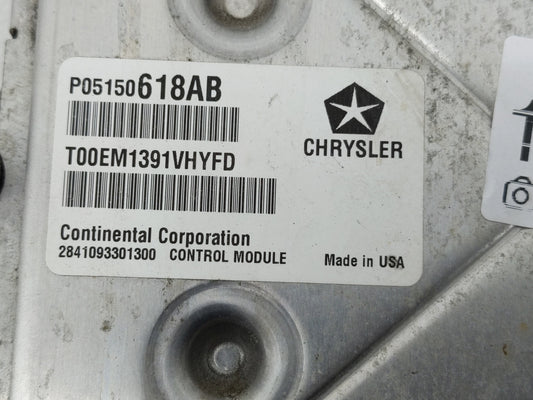 P05150618AB
CHRYSLER
T00EM1391VHYFD
Continental Corporation
2841093301300 CONTROL MODULE Made in USA